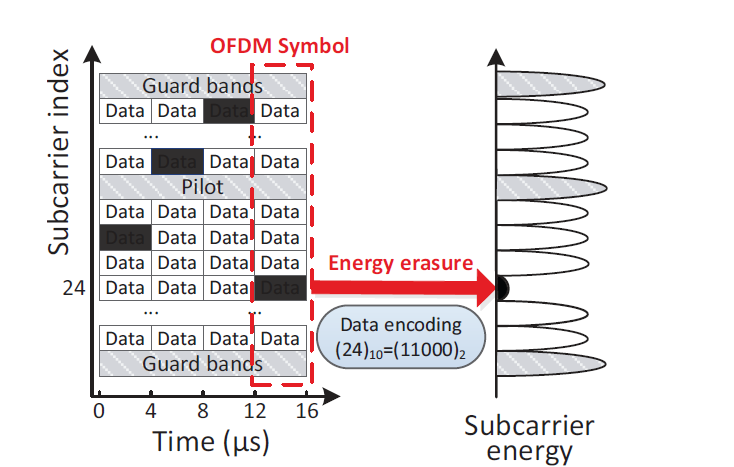 OFDM Symbol
Subcarrier index
Guard bands
Data Data Data Data
... ...
Data Data Data Data
Pilot
Data Data Data Data
Data Data Data Data
Data Data Data Data
24 Data Data Data Data
... ...
Data Data Data Data
Guard bands
0 4 8 12 16
Time (μs)
Energy erasure
Data encoding
(24)10=(11000)2
Subcarrier
energy